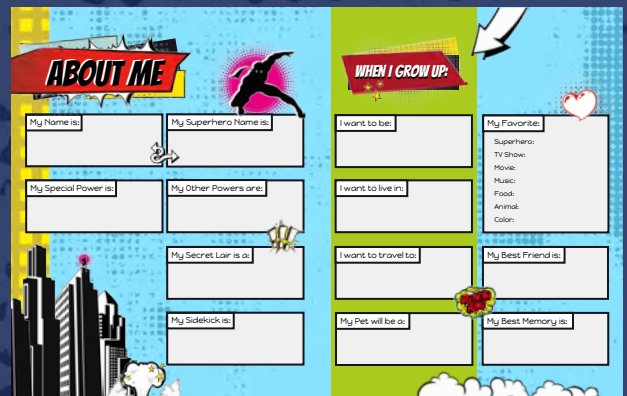 ABOUT ME
My Name is:
My Superhero Name is:
My Special Power is:
My Other Powers are:
My Secret Lair is a:
My Sidekick is:
WHEN I GROW UP:
I want to be:
I want to live in:
I want to travel to:
My Pet will be a:
My Favorite:
Superhero:
TV Show:
Movie:
Music:
Food:
Animal:
Color:
My Best Friend is:
My Best Memory is: